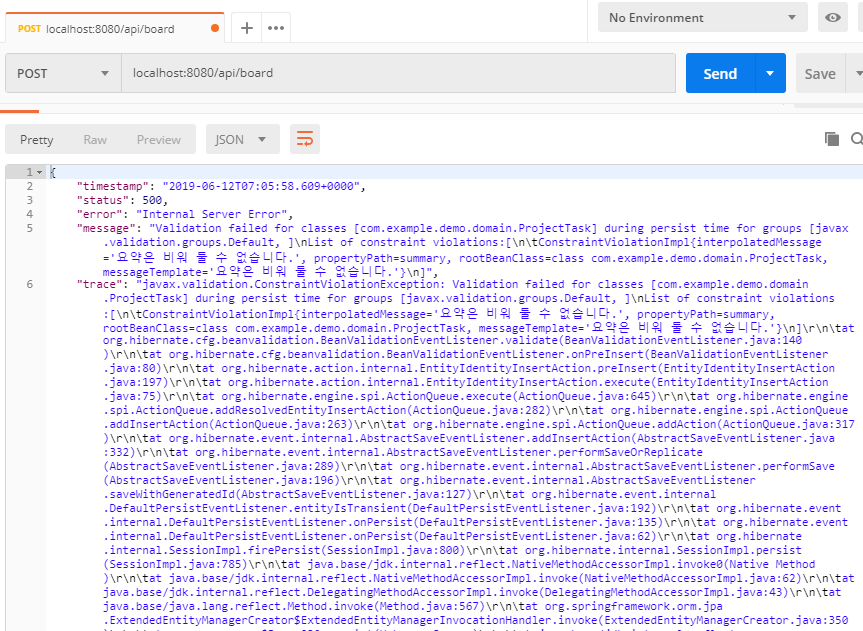 POST localhost:8080/api/board
No Environment
POST localhost:8080/api/board Send Save
Pretty Raw Preview JSON
1 {
2 "timestamp": "2019-06-12T07:05:58.609+0000",
3 "status": 500,
4 "error": "Internal Server Error",
5 "message": "Validation failed for classes [com.example.demo.domain.ProjectTask] during persist time for groups [javax
.validation.groups.Default, ]\nList of constraint violations:[\n\tConstraintViolationImpl{interpolatedMessage
='요약은 비워 둘 수 없습니다.', propertyPath=summary, rootBeanClass=class com.example.demo.domain.ProjectTask,
messageTemplate='요약은 비워 둘 수 없습니다.'}\n]",
6 "trace": "javax.validation.ConstraintViolationException: Validation failed for classes [com.example.demo.domain
.ProjectTask] during persist time for groups [javax.validation.groups.Default, ]\nList of constraint violations
:[\n\tConstraintViolationImpl{interpolatedMessage='요약은 비워 둘 수 없습니다.', propertyPath=summary,
rootBeanClass=class com.example.demo.domain.ProjectTask, messageTemplate='요약은 비워 둘 수 없습니다.'}\n]\r\n\tat
org.hibernate.cfg.beanvalidation.BeanValidationEventListener.validate(BeanValidationEventListener.java:140
)\r\n\tat org.hibernate.cfg.beanvalidation.BeanValidationEventListener.onPreInsert(BeanValidationEventListener
.java:80)\r\n\tat org.hibernate.action.internal.EntityIdentityInsertAction.preInsert(EntityIdentityInsertAction
.java:197)\r\n\tat org.hibernate.action.internal.EntityIdentityInsertAction.execute(EntityIdentityInsertAction
.java:75)\r\n\tat org.hibernate.engine.spi.ActionQueue.execute(ActionQueue.java:645)\r\n\tat org.hibernate.engine
.spi.ActionQueue.addResolvedEntityInsertAction(ActionQueue.java:282)\r\n\tat org.hibernate.engine.spi.ActionQueue
.addInsertAction(ActionQueue.java:263)\r\n\tat org.hibernate.engine.spi.ActionQueue.addAction(ActionQueue.java:317
)\r\n\tat org.hibernate.event.internal.AbstractSaveEventListener.addInsertAction(AbstractSaveEventListener.java
:332)\r\n\tat org.hibernate.event.internal.AbstractSaveEventListener.performSaveOrReplicate
(AbstractSaveEventListener.java:289)\r\n\tat org.hibernate.event.internal.AbstractSaveEventListener.performSave
(AbstractSaveEventListener.java:196)\r\n\tat org.hibernate.event.internal.AbstractSaveEventListener
.saveWithGeneratedId(AbstractSaveEventListener.java:127)\r\n\tat org.hibernate.event.internal
.DefaultPersistEventListener.entityIsTransient(DefaultPersistEventListener.java:192)\r\n\tat org.hibernate.event
.internal.DefaultPersistEventListener.onPersist(DefaultPersistEventListener.java:135)\r\n\tat org.hibernate.event
.internal.DefaultPersistEventListener.onPersist(DefaultPersistEventListener.java:62)\r\n\tat org.hibernate
.internal.SessionImpl.firePersist(SessionImpl.java:800)\r\n\tat org.hibernate.internal.SessionImpl.persist
(SessionImpl.java:785)\r\n\tat java.base/jdk.internal.reflect.NativeMethodAccessorImpl.invoke0(Native Method
)\r\n\tat java.base/jdk.internal.reflect.NativeMethodAccessorImpl.invoke(NativeMethodAccessorImpl.java:62)\r\n\tat
java.base/jdk.internal.reflect.DelegatingMethodAccessorImpl.invoke(DelegatingMethodAccessorImpl.java:43)\r\n\tat
java.base/java.lang.reflect.Method.invoke(Method.java:567)\r\n\tat org.springframework.orm.jpa
.ExtendedEntityManagerCreator$ExtendedEntityManagerInvocationHandler.invoke(ExtendedEntityManagerCreator.java:350